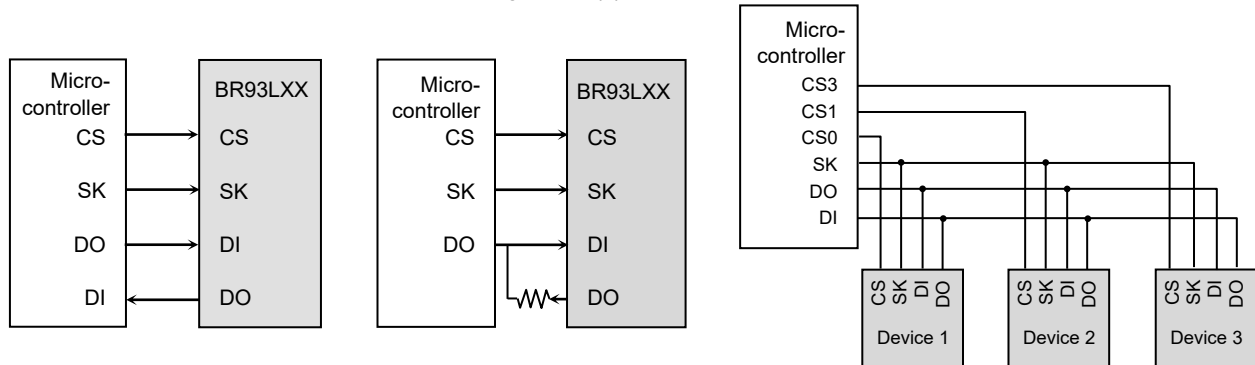 Micro-
controller
CS
SK
DO
DI
BR93LXX
CS
SK
DI
DO
Micro-
controller
CS
SK
DO
BR93LXX
CS
SK
DI
DO
Micro-
controller
CS3
CS1
CS0
SK
DO
DI
CS
SK
DI
DO
Device 1
CS
SK
DI
DO
Device 2
CS
SK
DI
DO
Device 3